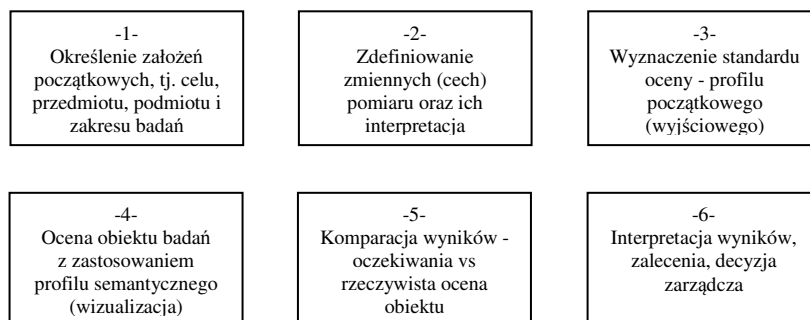 -1-
Określenie założeń
początkowych, tj. celu,
przedmiotu, podmiotu i
zakresu badań
-2-
Zdefiniowanie
zmiennych (cech)
pomiaru oraz ich
interpretacja
-3-
Wyznaczenie standardu
oceny - profilu
początkowego
(wyjściowego)
-4-
Ocena obiektu badań
z zastosowaniem
profilu semantycznego
(wizualizacja)
-5-
Komparacja wyników -
oczekiwania vs
rzeczywista ocena
obiektu
-6-
Interpretacja wyników,
zalecenia, decyzja
zarządcza